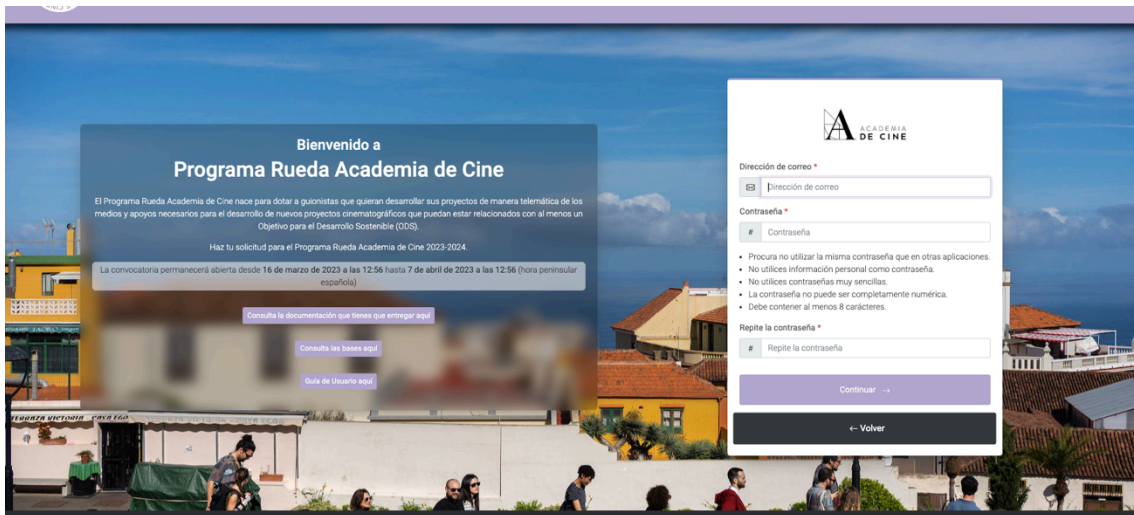 Bienvenido a
Programa Rueda Academia de Cine
El Programa Rueda Academia de Cine nace para dotar a guionistas que quieran desarrollar sus proyectos de manera telemática de los
medios y apoyos necesarios para el desarrollo de nuevos proyectos cinematográficos que puedan estar relacionados con al menos un
Objetivo para el Desarrollo Sostenible (ODS).
Haz tu solicitud para el Programa Rueda Academia de Cine 2023-2024.
La convocatoria permanecerá abierta desde 16 de marzo de 2023 a las 12:56 hasta 7 de abril de 2023 a las 12:56 (hora peninsular
española)
Consulta la documentación que tienes que entregar aquí
Consulta las bases aquí
Guía de Usuario aquí
TERRAZA VICTORIA - CASA EGON
ACADEMIA
DE CINE
Dirección de correo *
Dirección de correo
Contraseña *
# Contraseña
• Procura no utilizar la misma contraseña que en otras aplicaciones.
• No utilices información personal como contraseña.
• No utilices contraseñas muy sencillas.
• La contraseña no puede ser completamente numérica.
• Debe contener al menos 8 carácteres.
Repite la contraseña *
# Repite la contraseña
Continuar →
← Volver